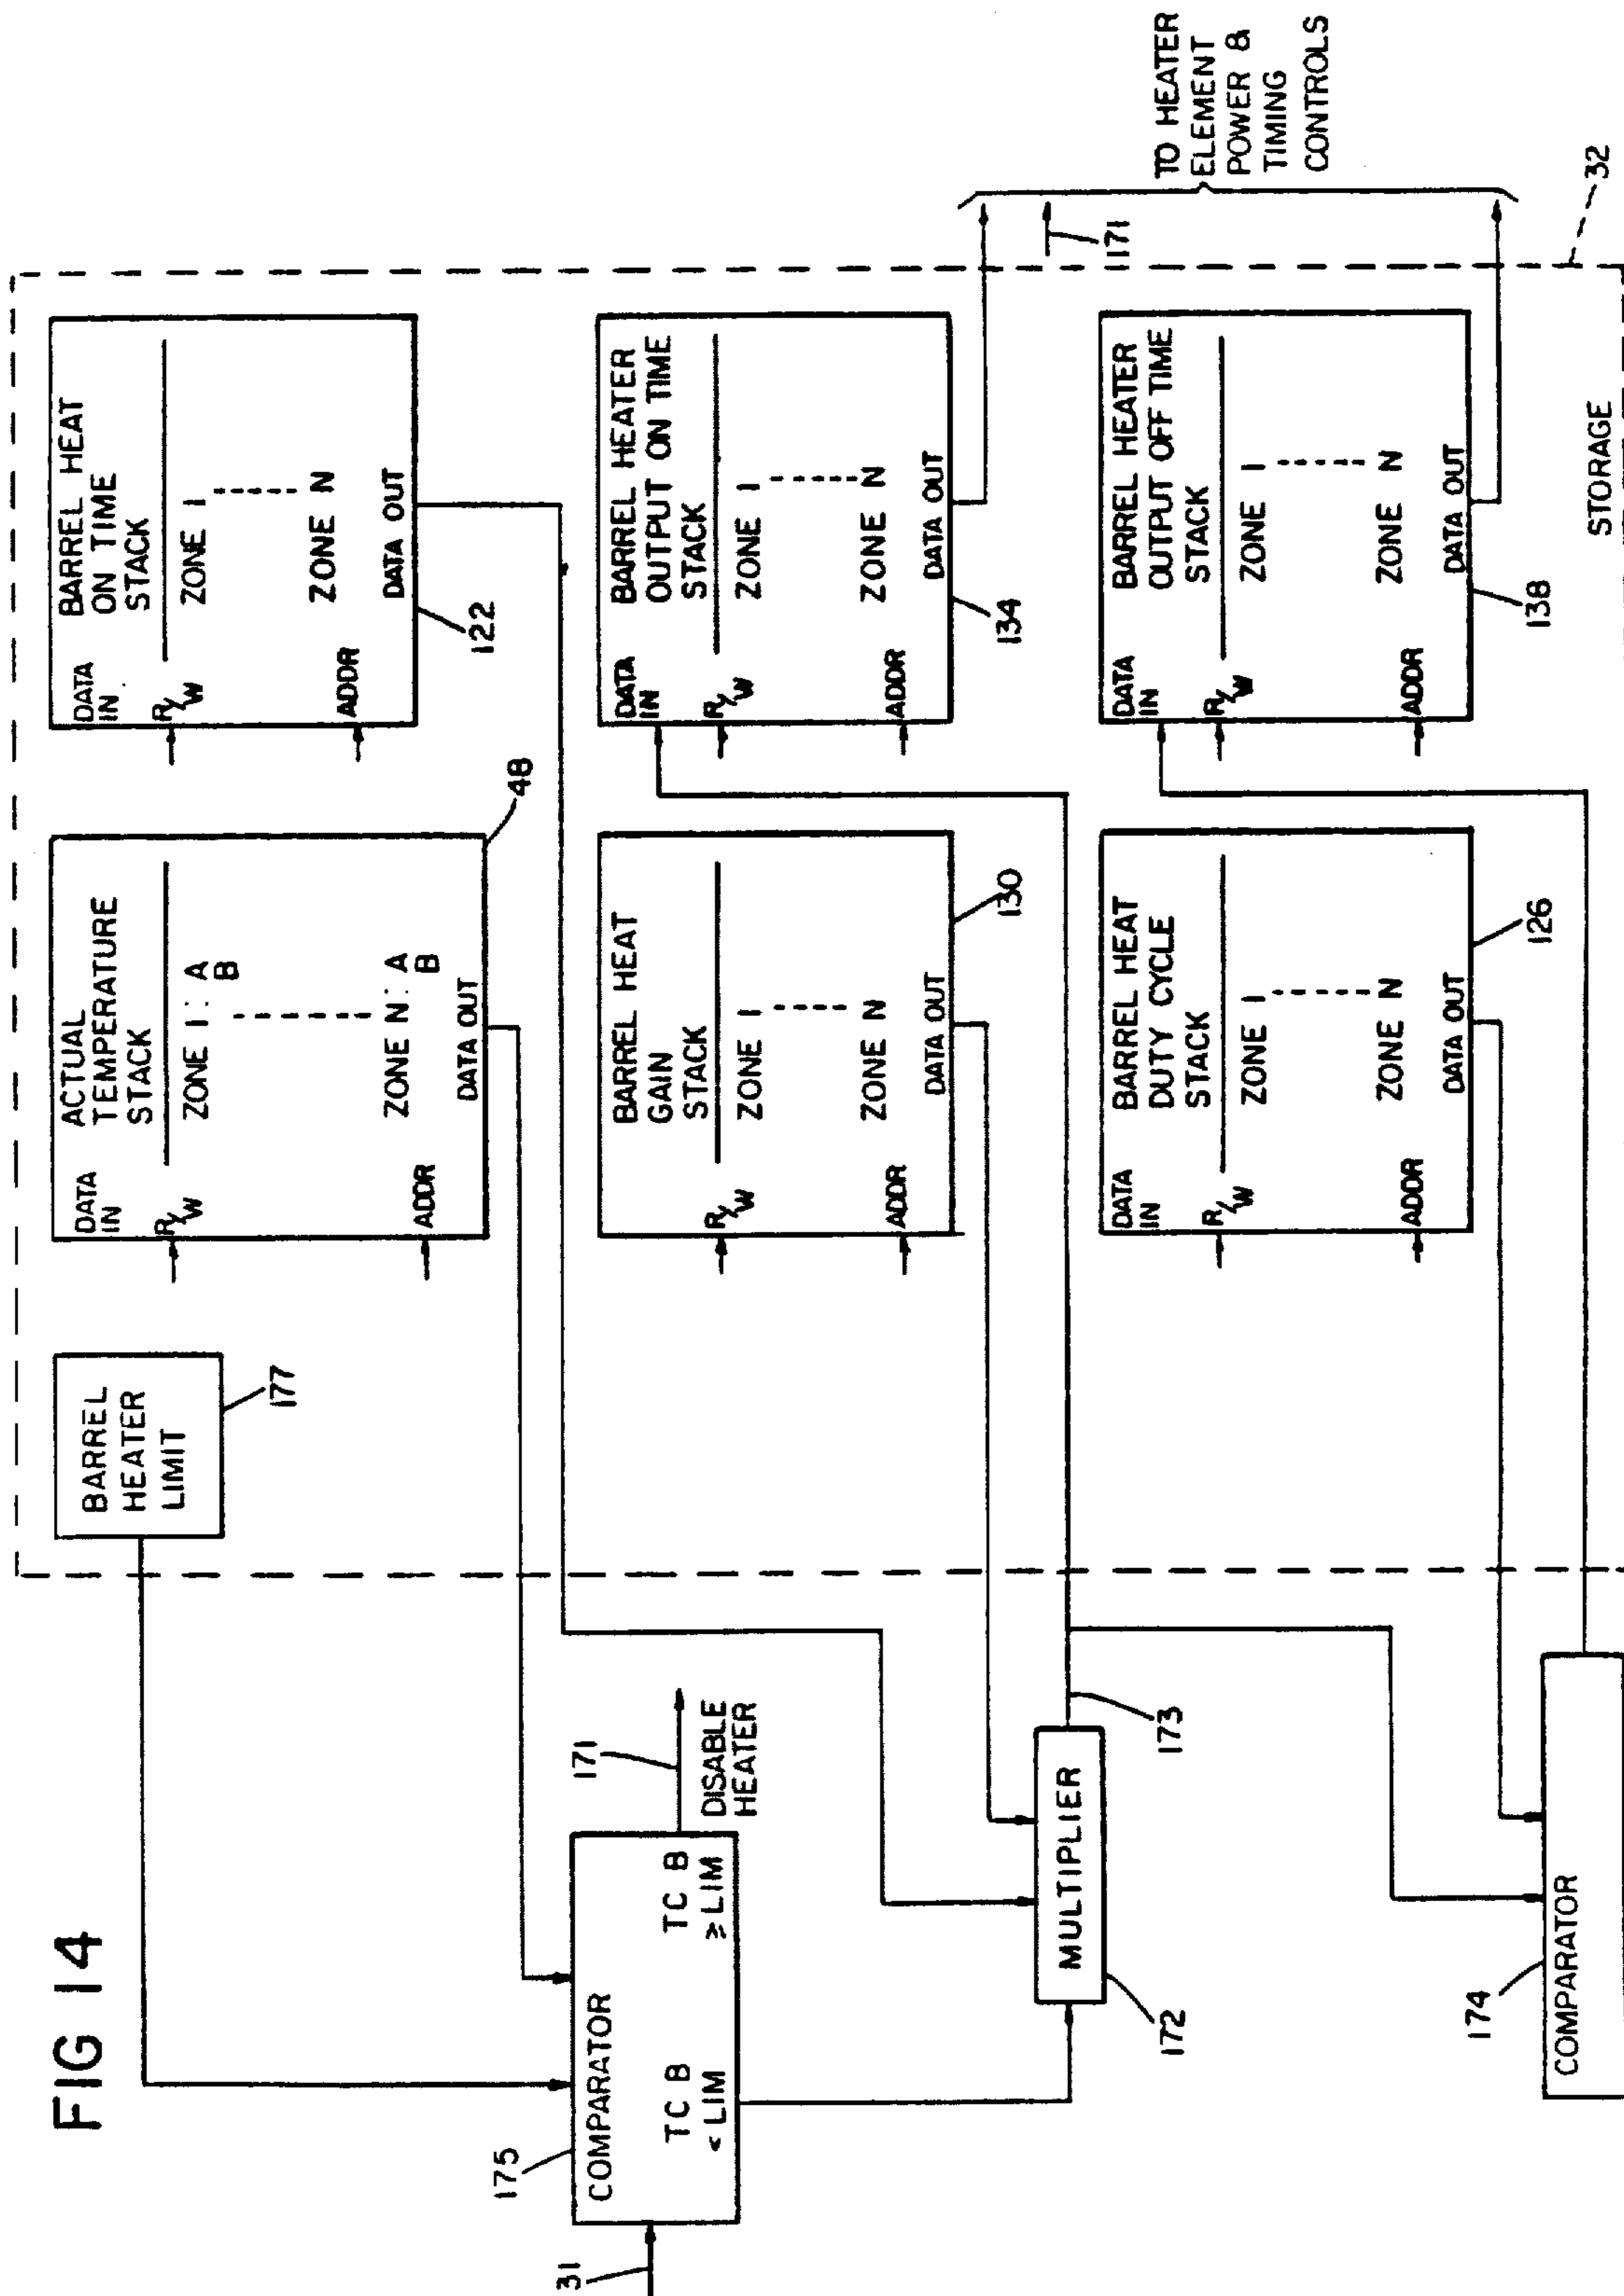 FIG 14
BARREL
HEATER
LIMIT
177
ACTUAL
TEMPERATURE
STACK
DATA
IN
R/W
ZONE 1: A
B
ZONE N: A
B
ADDR
DATA OUT
48
BARREL HEAT
ON TIME
STACK
DATA
IN
R/W
ZONE 1
ZONE N
ADDR
DATA OUT
122
175
COMPARATOR
31
TC B
< LIM
TC B
≥ LIM
171
DISABLE
HEATER
BARREL HEAT
GAIN
STACK
R/W
ZONE 1
ZONE N
ADDR
DATA OUT
130
BARREL HEATER
OUTPUT ON TIME
STACK
DATA
IN
R/W
ZONE 1
ZONE N
ADDR
DATA OUT
134
MULTIPLIER
172
173
171
TO HEATER
ELEMENT
POWER &
TIMING
CONTROLS
BARREL HEAT
DUTY CYCLE
STACK
DATA
IN
R/W
ZONE 1
ZONE N
ADDR
DATA OUT
126
BARREL HEATER
OUTPUT OFF TIME
STACK
DATA
IN
R/W
ZONE 1
ZONE N
ADDR
DATA OUT
138
174
COMPARATOR
STORAGE
32